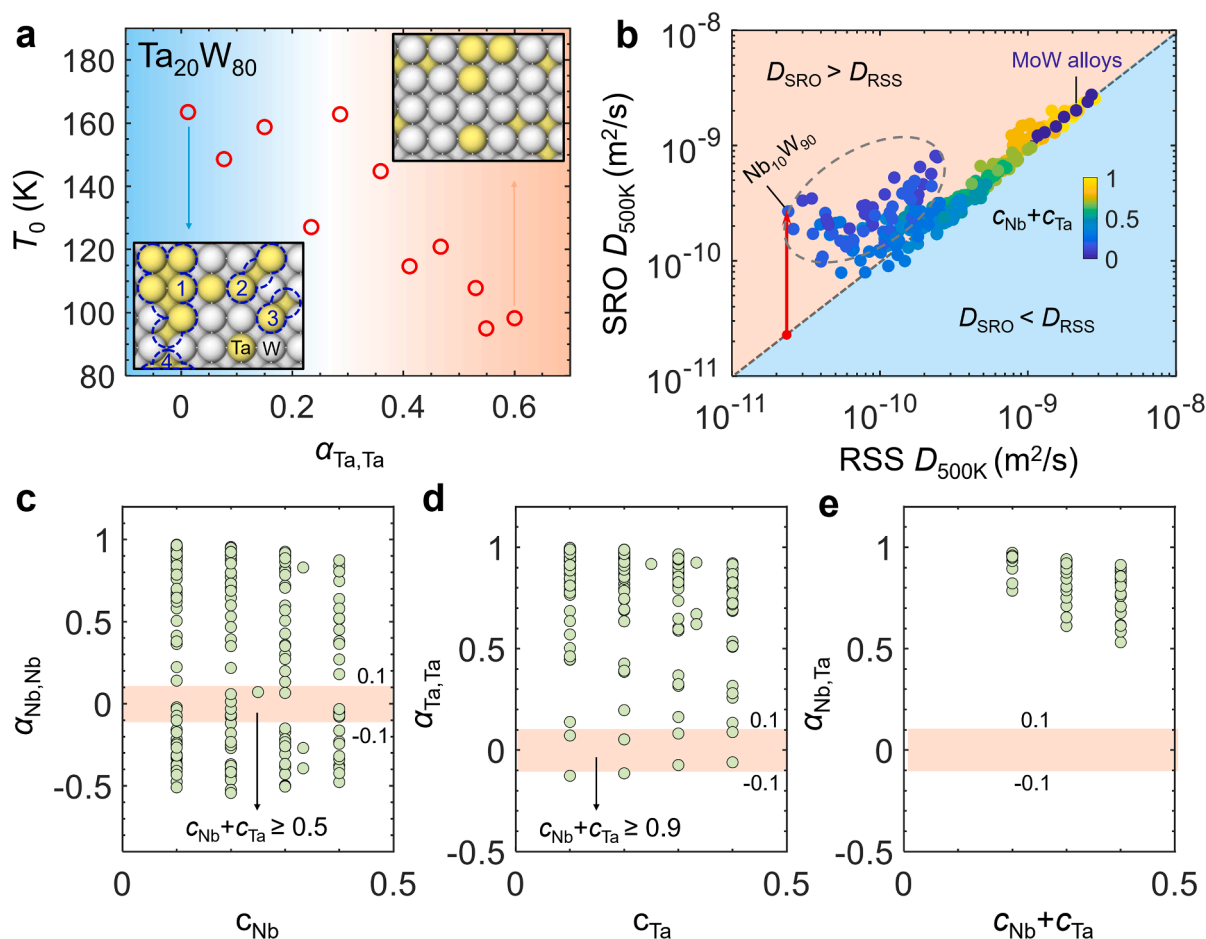 a
Ta20W80
T0 (K)
180
160
140
120
100
80
0
0.2
0.4
0.6
αTa,Ta
1
2
3
4
Ta
W
b
SRO D500K (m²/s)
10⁻⁸
10⁻⁹
10⁻¹⁰
10⁻¹¹
DSRO > DRSS
MoW alloys
Nb10W90
cNb+cTa
1
0.5
0
DSRO < DRSS
10⁻¹¹
10⁻¹⁰
10⁻⁹
10⁻⁸
RSS D500K (m²/s)
c
αNb,Nb
1
0.5
0
-0.5
0.1
-0.1
cNb+cTa ≥ 0.5
0
0.5
cNb
d
αTa,Ta
1
0.5
0
-0.5
0.1
-0.1
cNb+cTa ≥ 0.9
0
0.5
cTa
e
αNb,Ta
1
0.5
0
-0.5
0.1
-0.1
0
0.5
cNb+cTa